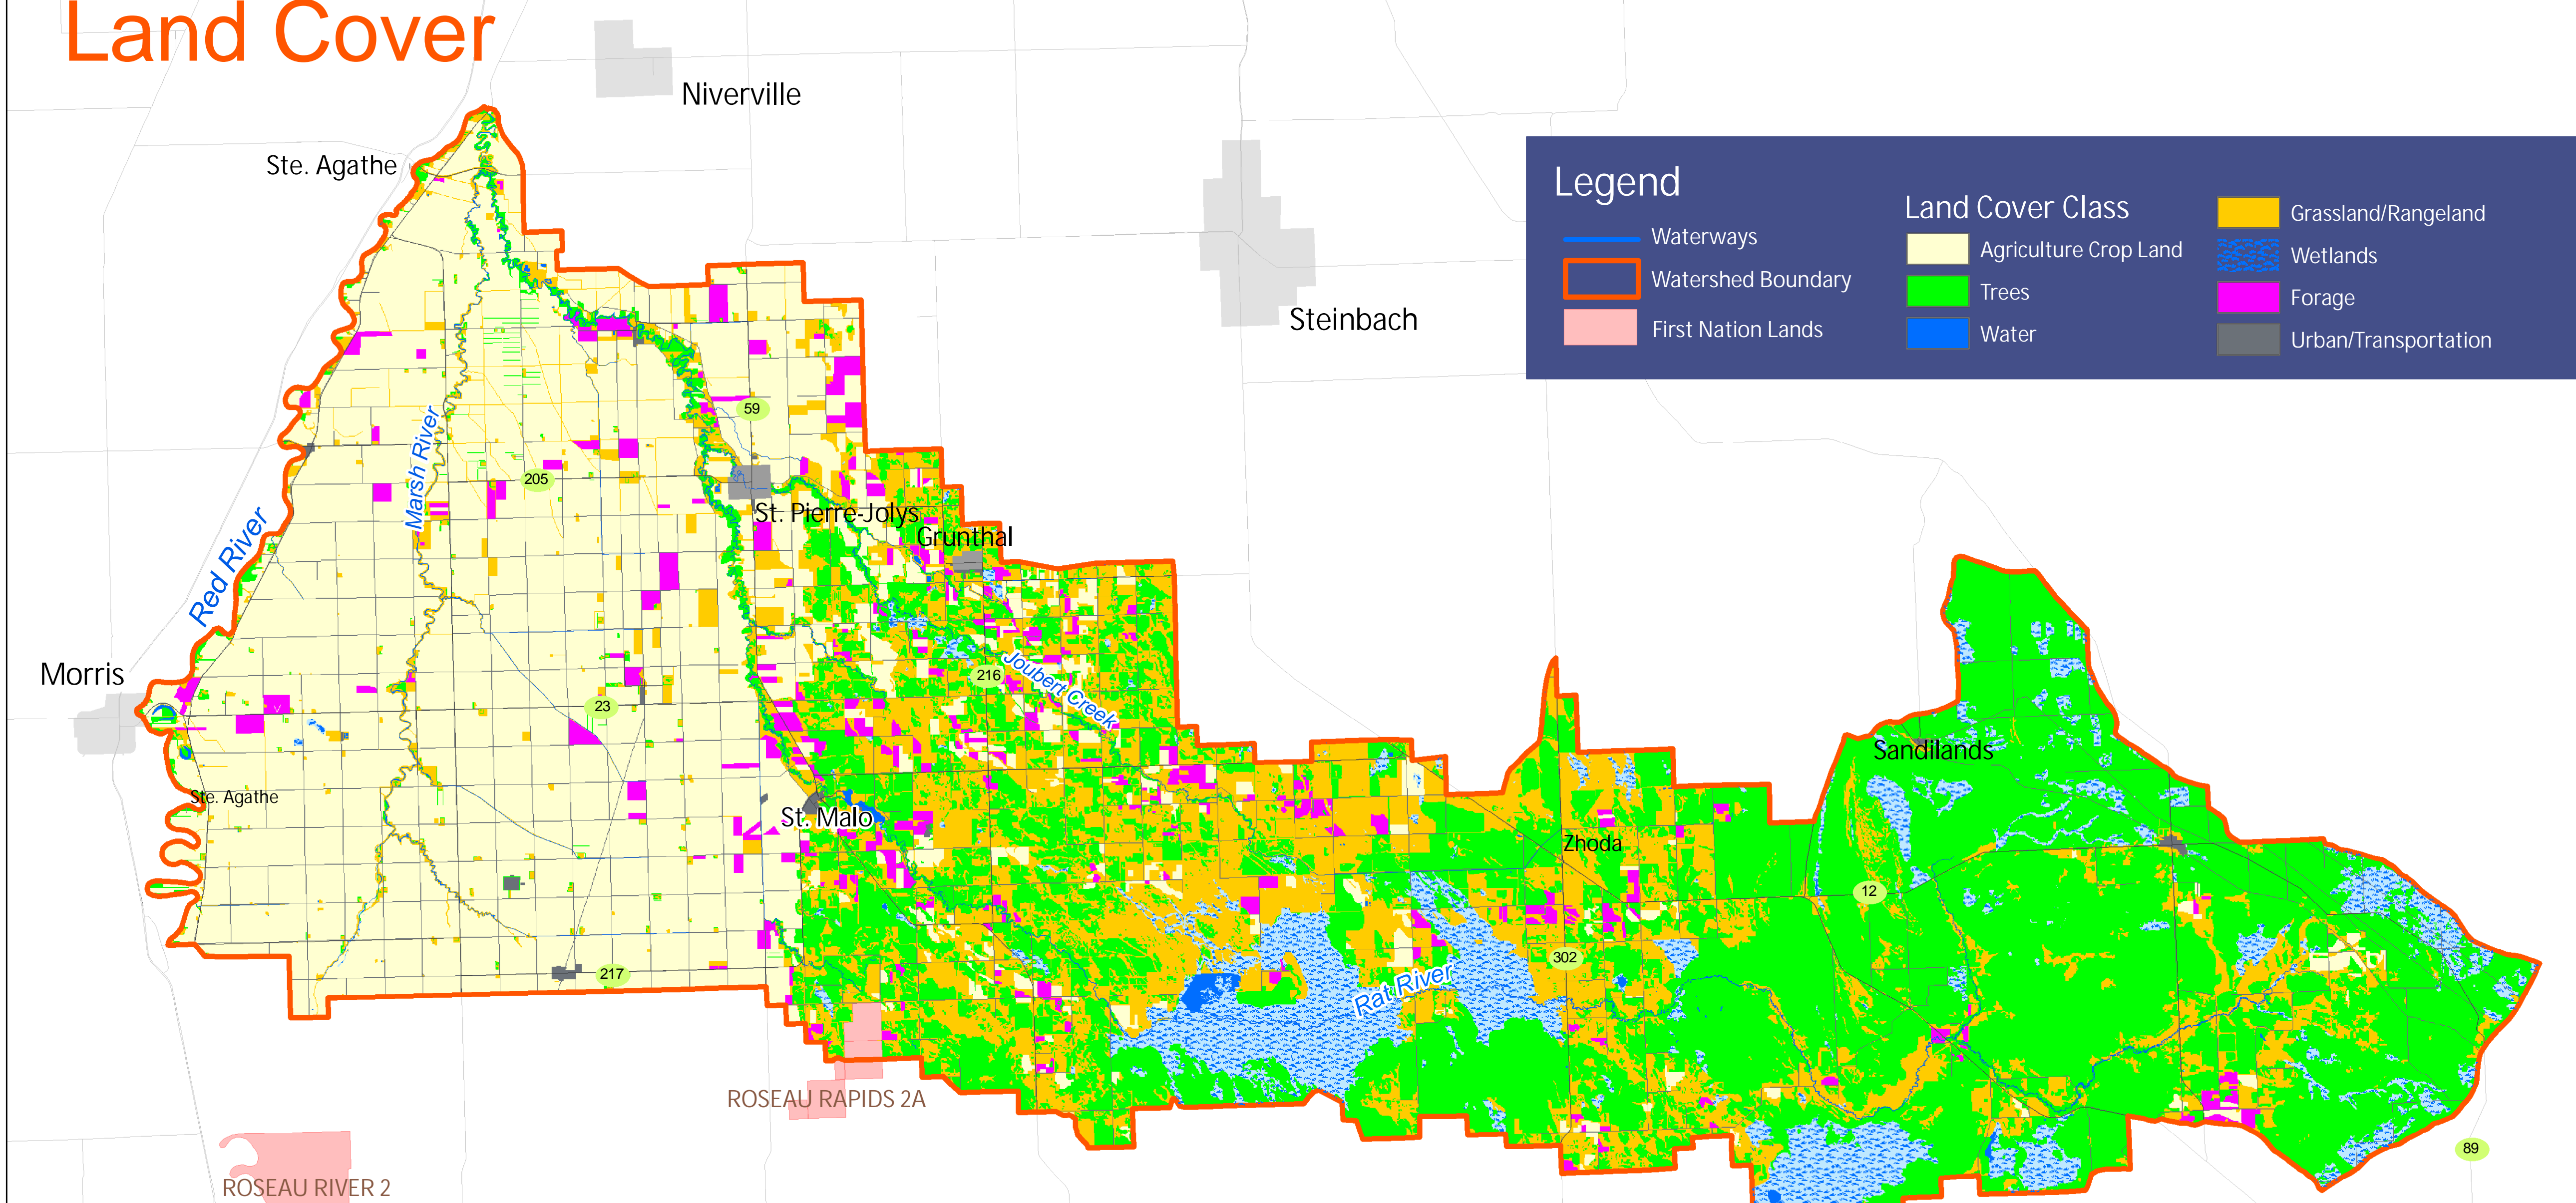 Land Cover
Niverville
Ste. Agathe
Steinbach
Legend
Waterways
Watershed Boundary
First Nation Lands
Land Cover Class
Agriculture Crop Land
Trees
Water
Grassland/Rangeland
Wetlands
Forage
Urban/Transportation
59
205
Marsh River
Red River
St. Pierre-Jolys
Grunthal
Morris
216
Joubert Creek
23
Sandilands
Ste. Agathe
St. Malo
Zhoda
12
302
217
Rat River
ROSEAU RAPIDS 2A
89
ROSEAU RIVER 2